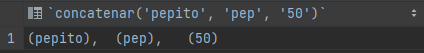 `concatenar('pepito', 'pep', '50')`
1 (pepito),  (pep),   (50)